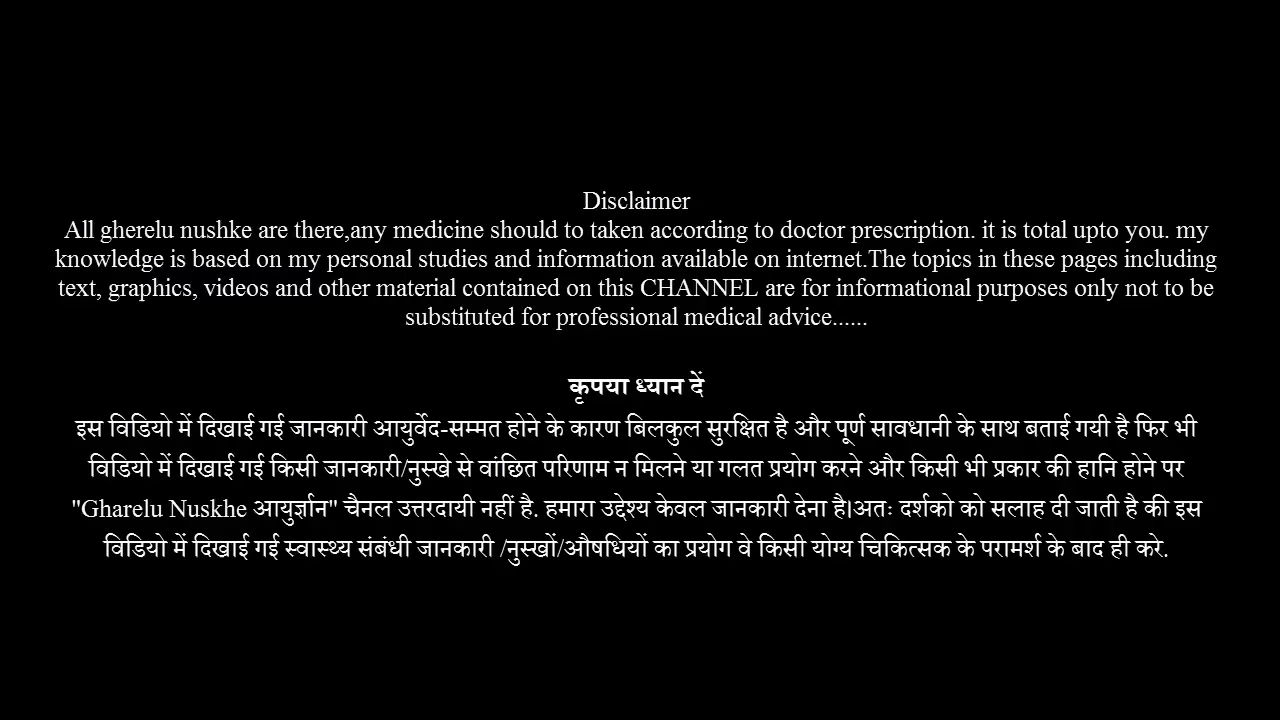 Disclaimer
All gherelu nushke are there,any medicine should to taken according to doctor prescription. it is total upto you. my
knowledge is based on my personal studies and information available on internet.The topics in these pages including
text, graphics, videos and other material contained on this CHANNEL are for informational purposes only not to be
substituted for professional medical advice......
कृपया ध्यान दें
इस विडियो में दिखाई गई जानकारी आयुर्वेद-सम्मत होने के कारण बिलकुल सुरक्षित है और पूर्ण सावधानी के साथ बताई गयी है फिर भी
विडियो में दिखाई गई किसी जानकारी/नुस्खे से वांछित परिणाम न मिलने या गलत प्रयोग करने और किसी भी प्रकार की हानि होने पर
"Gharelu Nuskhe आयुर्ज्ञान" चैनल उत्तरदायी नहीं है. हमारा उद्देश्य केवल जानकारी देना है।अतः दर्शको को सलाह दी जाती है की इस
विडियो में दिखाई गई स्वास्थ्य संबंधी जानकारी /नुस्खों/औषधियों का प्रयोग वे किसी योग्य चिकित्सक के परामर्श के बाद ही करे.